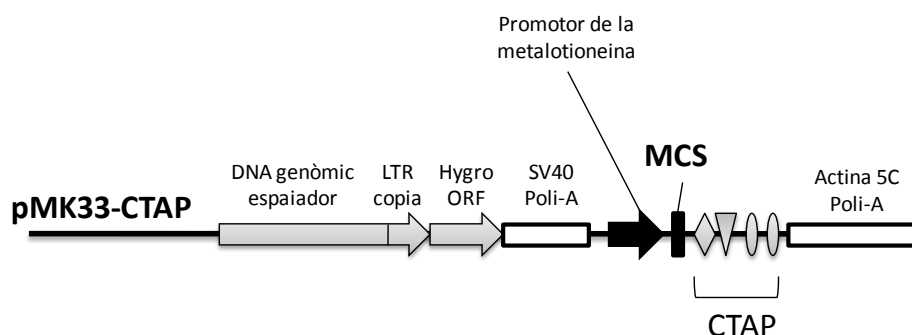 Promotor de la
metalotioneina
MCS
DNA genòmic
espaiador
LTR
copia
Hygro
ORF
SV40
Poli-A
Actina 5C
Poli-A
pMK33-CTAP
CTAP